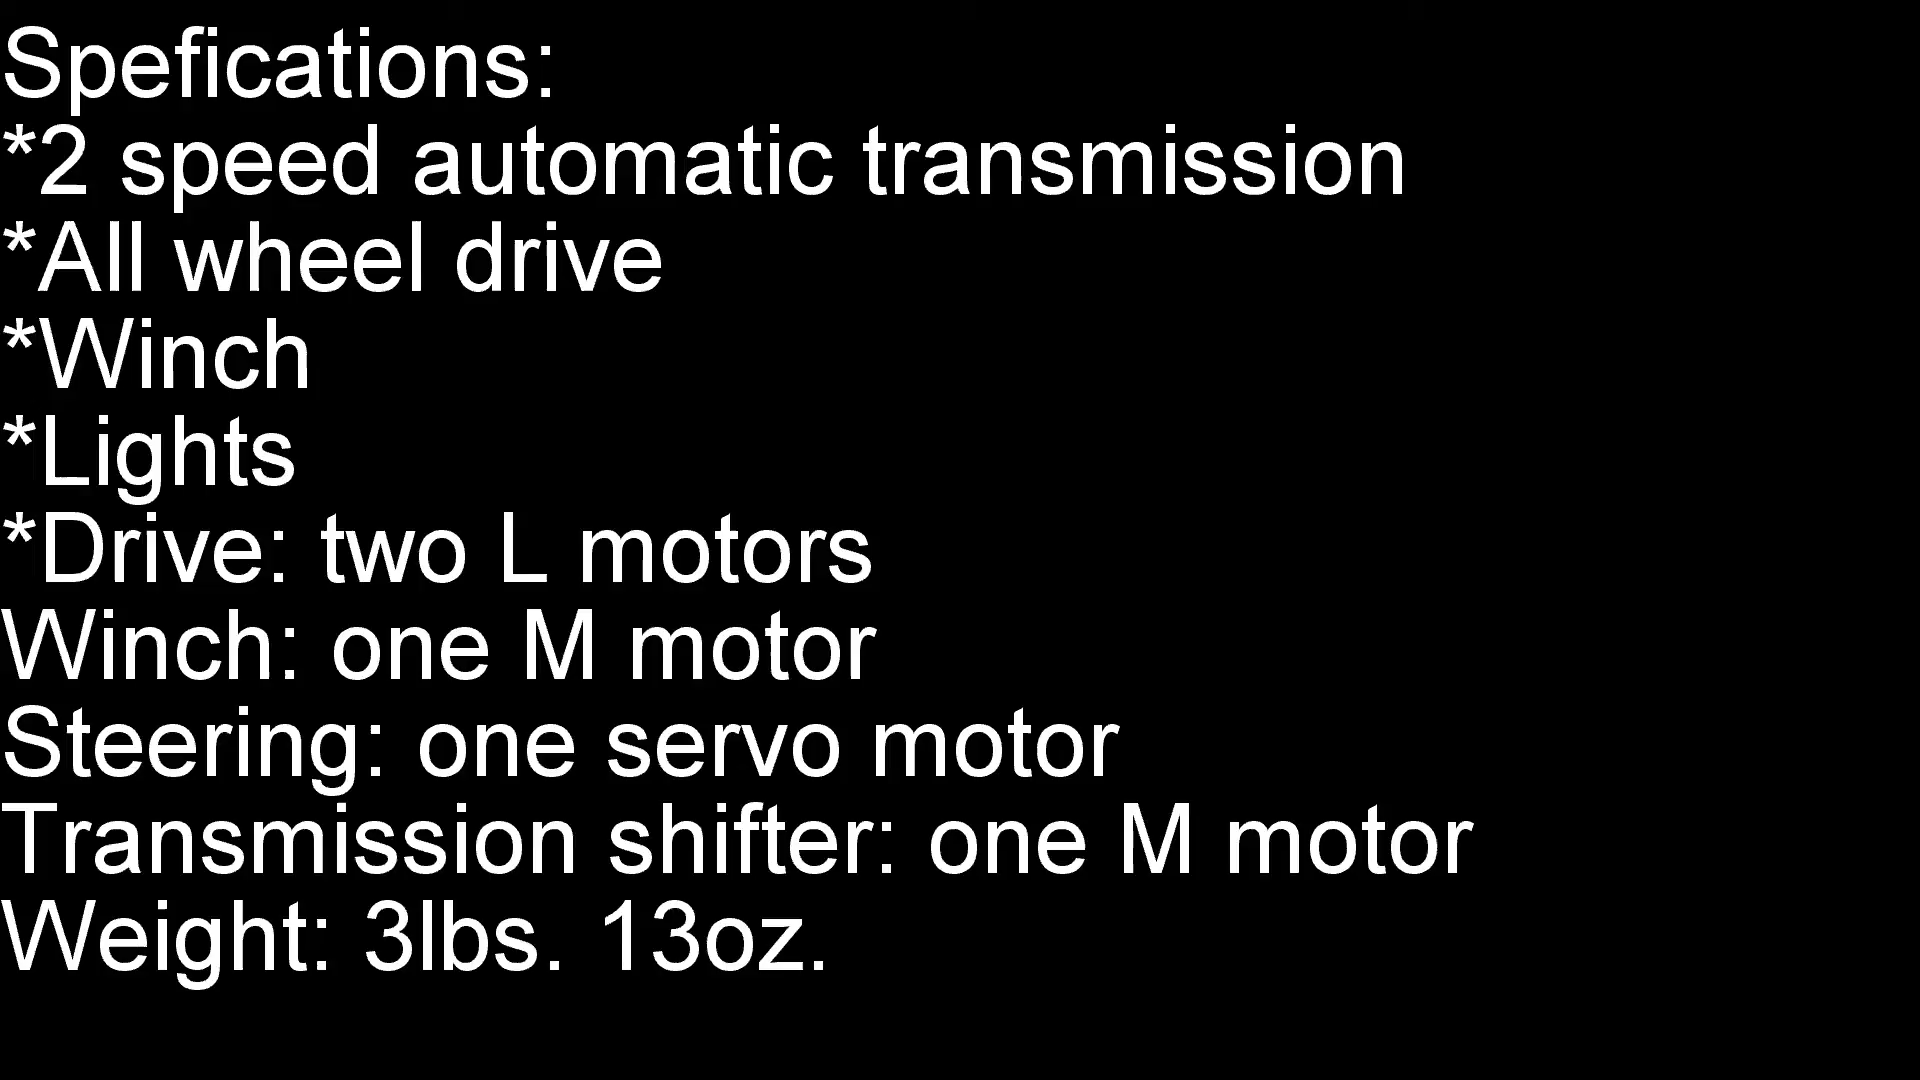 Spefications:
*2 speed automatic transmission
*All wheel drive
*Winch
*Lights
*Drive: two L motors
Winch: one M motor
Steering: one servo motor
Transmission shifter: one M motor
Weight: 3lbs. 13oz.